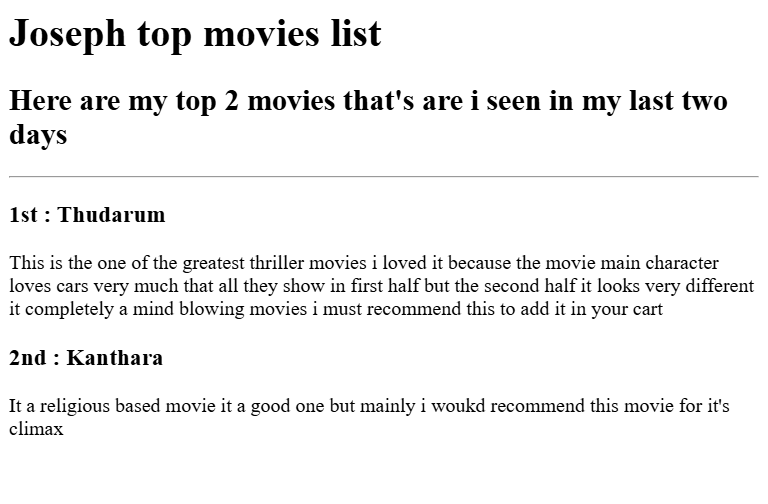 Joseph top movies list
Here are my top 2 movies that's are i seen in my last two
days
1st : Thudarum
This is the one of the greatest thriller movies i loved it because the movie main character
loves cars very much that all they show in first half but the second half it looks very different
it completely a mind blowing movies i must recommend this to add it in your cart
2nd : Kanthara
It a religious based movie it a good one but mainly i woukd recommend this movie for it's
climax